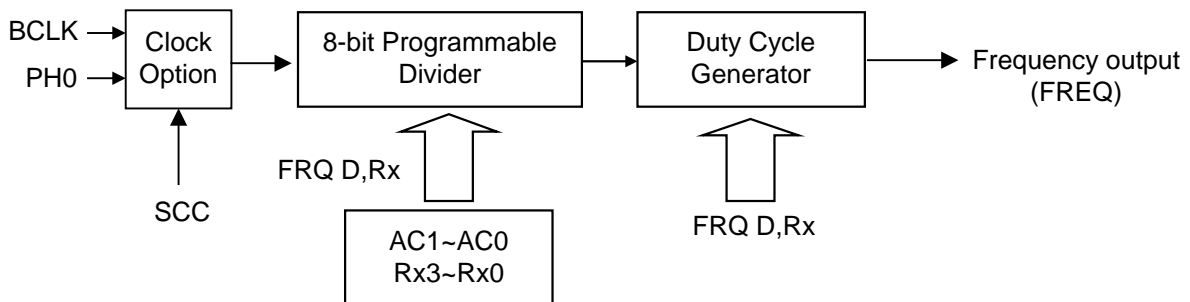 BCLK
PH0
Clock
Option
SCC
8-bit Programmable
Divider
FRQ D,Rx
AC1~AC0
Rx3~Rx0
Duty Cycle
Generator
FRQ D,Rx
Frequency output
(FREQ)